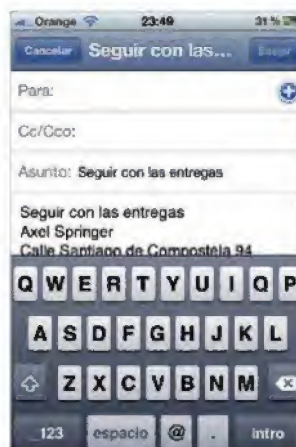 Orange 23:49 31 %
Cancelar Seguir con las... Enviar
Para:
Cc/Cco:
Asunto: Seguir con las entregas
Seguir con las entregas
Axel Springer
Calle Santiago de Compostela 94
Q W E R T Y U I O P
A S D F G H J K L
Z X C V B N M
123 espacio @ . intro